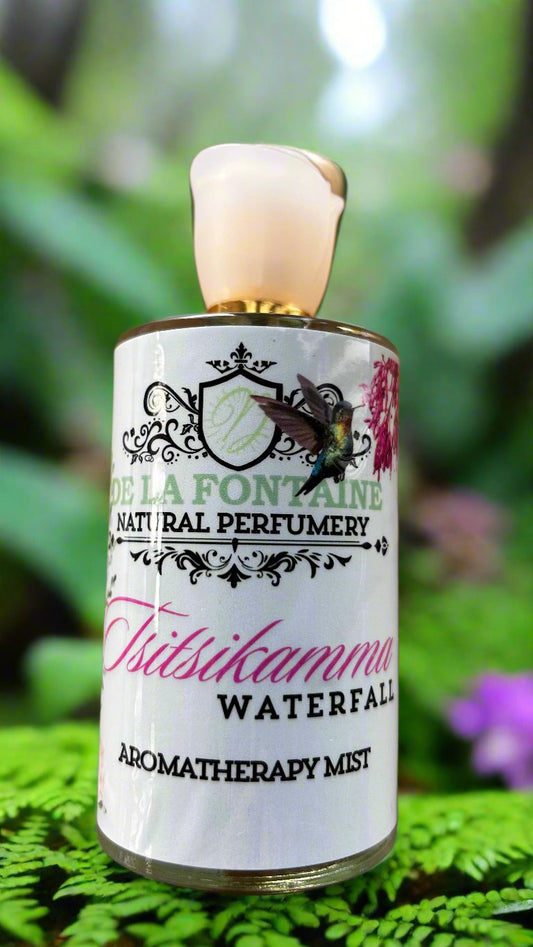 D
DE LA FONTAINE
NATURAL PERFUMERY
Tsitsikamma
WATERFALL
AROMATHERAPY MIST